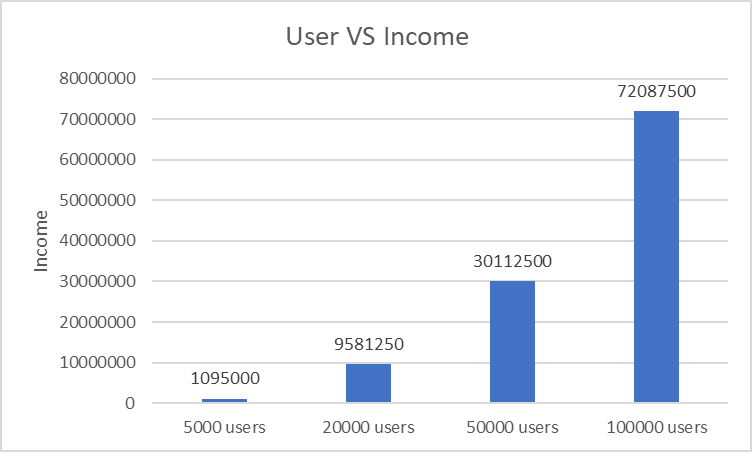 User VS Income
80000000
70000000
60000000
50000000
40000000
30000000
20000000
10000000
0
Income
1095000
9581250
30112500
72087500
5000 users
20000 users
50000 users
100000 users